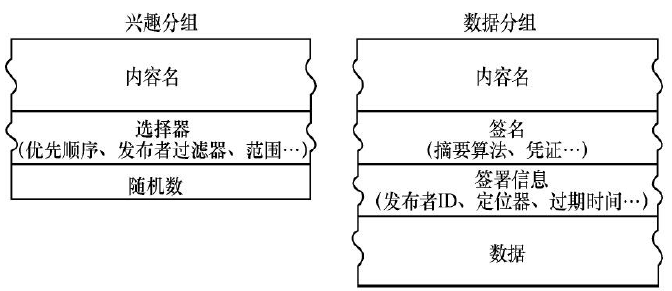 兴趣分组
内容名
选择器
(优先顺序、发布者过滤器、范围…)
随机数
数据分组
内容名
签名
(摘要算法、凭证…)
签署信息
(发布者ID、定位器、过期时间…)
数据